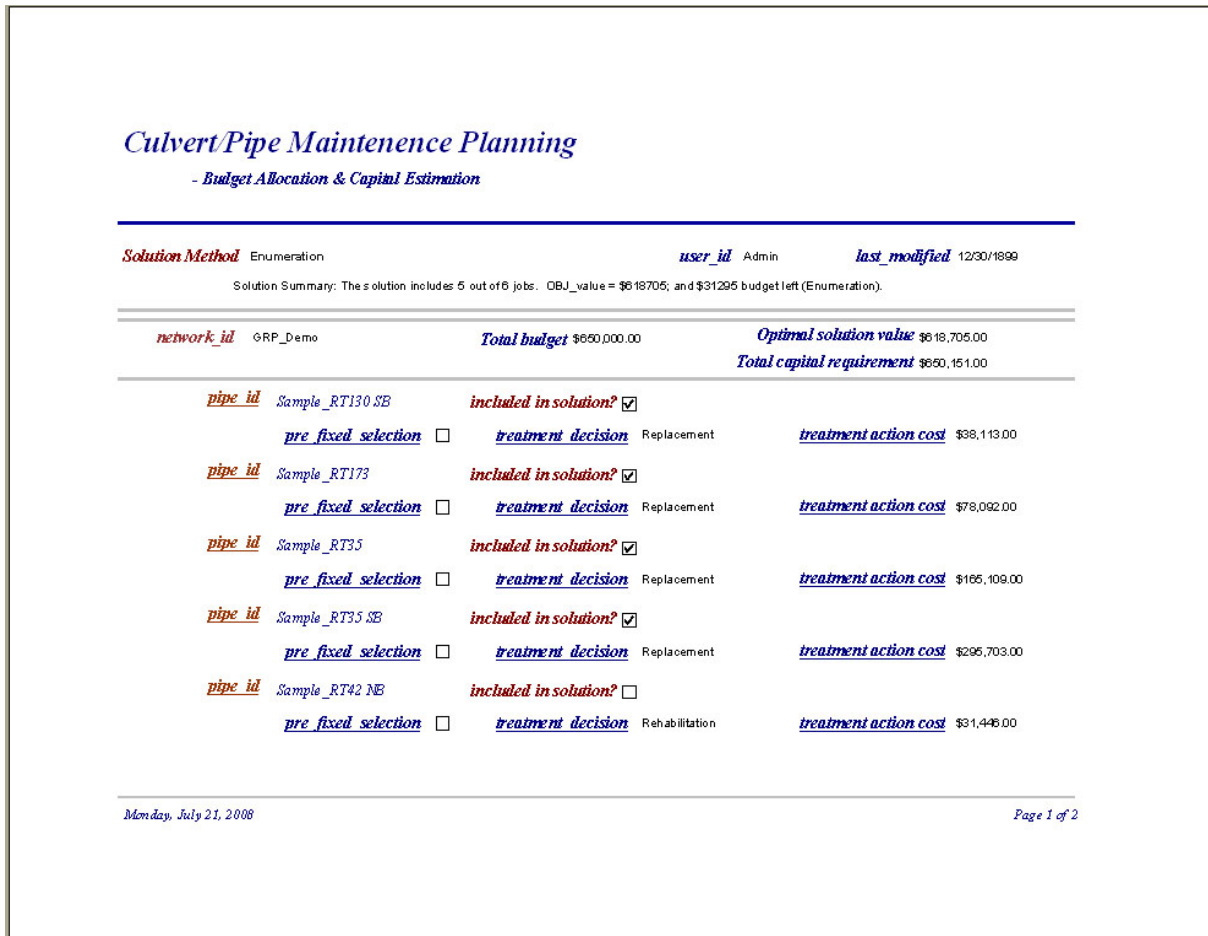 Culvert/Pipe Maintenence Planning
- Budget Allocation & Capital Estimation
Solution Method Enumeration user_id Admin last_modified 12/30/1899
Solution Summary: The solution includes 5 out of 6 jobs. OBJ_value = $618705; and $31295 budget left (Enumeration).
network_id GRP_Demo Total budget $650,000.00 Optimal solution value $618,705.00
Total capital requirement $650,151.00
pipe_id Sample_RT130 SB included in solution?
pre_fixed_selection treatment_decision Replacement treatment action cost $38,113.00
pipe_id Sample_RT173 included in solution?
pre_fixed_selection treatment_decision Replacement treatment action cost $78,092.00
pipe_id Sample_RT35 included in solution?
pre_fixed_selection treatment_decision Replacement treatment action cost $165,109.00
pipe_id Sample_RT35 SB included in solution?
pre_fixed_selection treatment_decision Replacement treatment action cost $295,703.00
pipe_id Sample_RT42 NB included in solution?
pre_fixed_selection treatment_decision Rehabilitation treatment action cost $31,446.00
Monday, July 21, 2008 Page 1 of 2